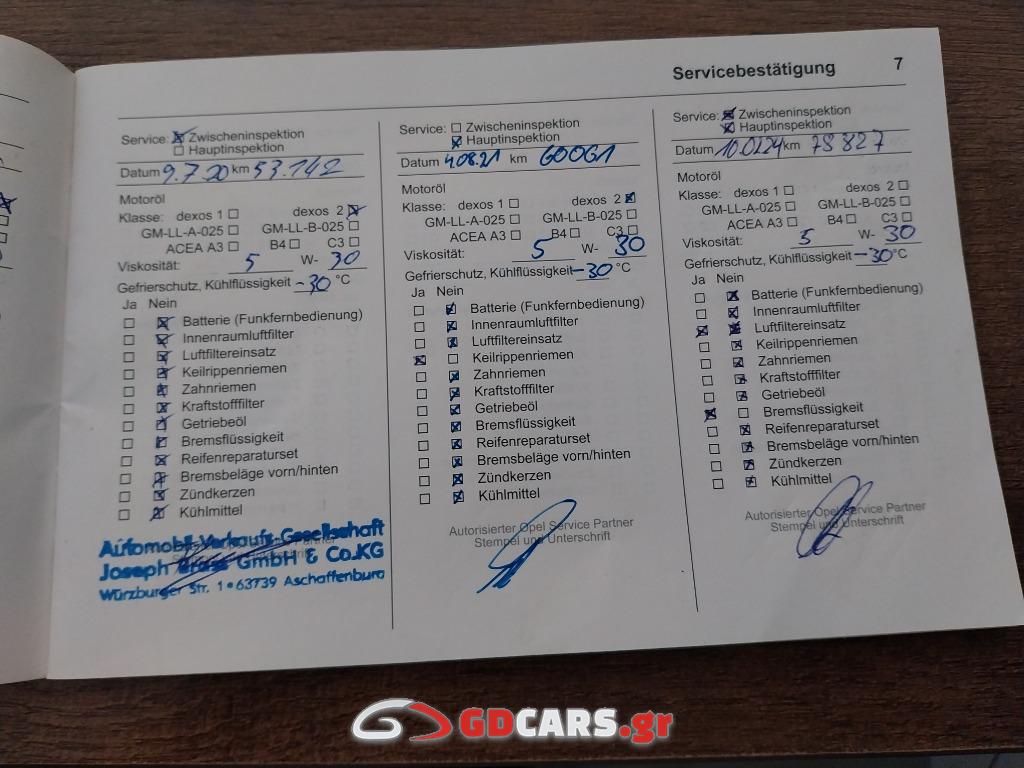 Servicebestätigung 7
Service: ☒ Zwischeninspektion
☐ Hauptinspektion
Datum 9.7.20 km 53.142
Motoröl
Klasse: dexos 1 ☐ dexos 2 ☒
GM-LL-A-025 ☐ GM-LL-B-025 ☐
ACEA A3 ☐ B4 ☐ C3 ☐
Viskosität: 5 W- 30
Gefrierschutz, Kühlflüssigkeit -30 °C
Ja Nein
☐ ☒ Batterie (Funkfernbedienung)
☐ ☒ Innenraumluftfilter
☐ ☒ Luftfiltereinsatz
☐ ☒ Keilrippenriemen
☐ ☒ Zahnriemen
☐ ☒ Kraftstofffilter
☐ ☒ Getriebeöl
☐ ☒ Bremsflüssigkeit
☐ ☒ Reifenreparaturset
☐ ☒ Bremsbeläge vorn/hinten
☐ ☒ Zündkerzen
☐ ☒ Kühlmittel
Automobil-Verkaufs-Gesellschaft
Joseph GmbH & Co.KG
Würzburger Str. 1 • 63739 Aschaffenburg
Service: ☐ Zwischeninspektion
☒ Hauptinspektion
Datum 4.08.21 km 60061
Motoröl
Klasse: dexos 1 ☐ dexos 2 ☒
GM-LL-A-025 ☐ GM-LL-B-025 ☐
ACEA A3 ☐ B4 ☐ C3 ☐
Viskosität: 5 W- 30
Gefrierschutz, Kühlflüssigkeit -30 °C
Ja Nein
☐ ☒ Batterie (Funkfernbedienung)
☐ ☒ Innenraumluftfilter
☐ ☒ Luftfiltereinsatz
☒ ☐ Keilrippenriemen
☐ ☒ Zahnriemen
☐ ☒ Kraftstofffilter
☐ ☒ Getriebeöl
☐ ☒ Bremsflüssigkeit
☐ ☒ Reifenreparaturset
☐ ☒ Bremsbeläge vorn/hinten
☐ ☒ Zündkerzen
☐ ☒ Kühlmittel
Autorisierter Opel Service Partner
Stempel und Unterschrift
Service: ☒ Zwischeninspektion
☒ Hauptinspektion
Datum 10.01.24 km 78827
Motoröl
Klasse: dexos 1 ☐ dexos 2 ☐
GM-LL-A-025 ☐ GM-LL-B-025 ☐
ACEA A3 ☐ B4 ☐ C3 ☐
Viskosität: 5 W- 30
Gefrierschutz, Kühlflüssigkeit -30 °C
Ja Nein
☐ ☒ Batterie (Funkfernbedienung)
☐ ☒ Innenraumluftfilter
☒ ☒ Luftfiltereinsatz
☐ ☒ Keilrippenriemen
☐ ☒ Zahnriemen
☐ ☒ Kraftstofffilter
☐ ☒ Getriebeöl
☒ ☐ Bremsflüssigkeit
☐ ☒ Reifenreparaturset
☐ ☒ Bremsbeläge vorn/hinten
☐ ☒ Zündkerzen
☐ ☒ Kühlmittel
Autorisierter Opel Service Partner
Stempel und Unterschrift
GDCARS.gr